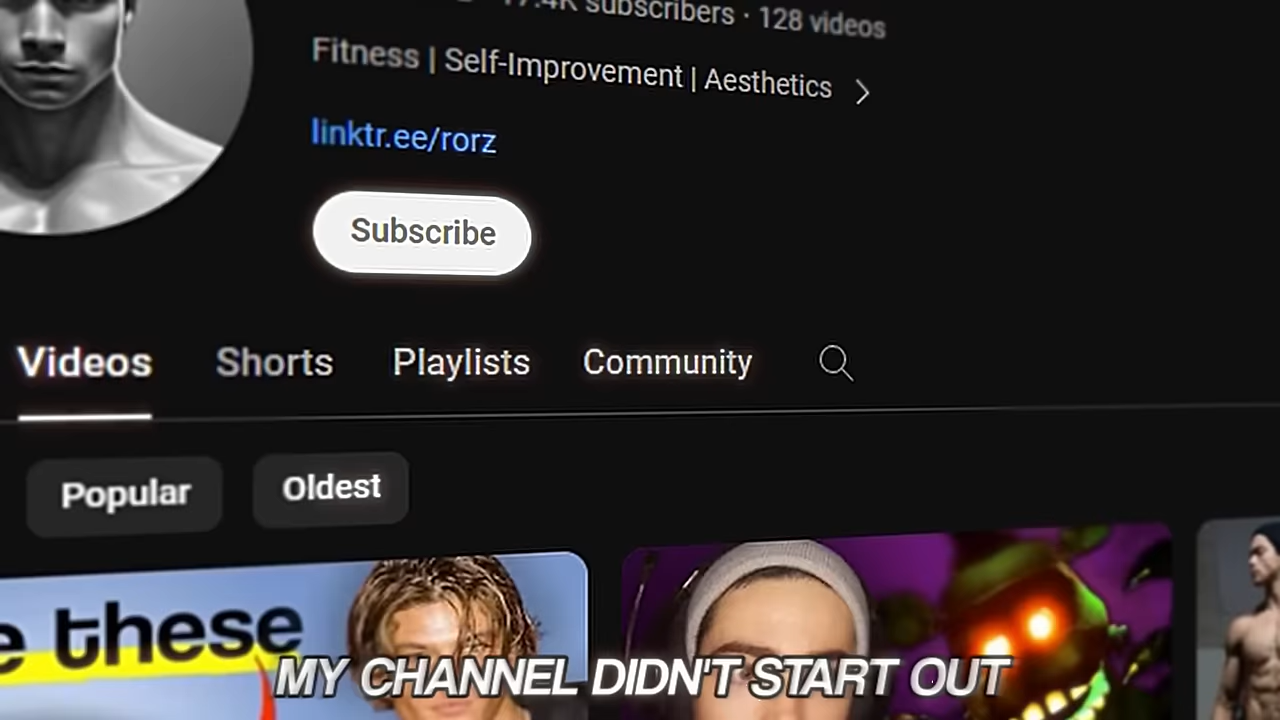 subscribers · 128 videos
Fitness | Self-Improvement | Aesthetics
linktr.ee/rorz
Subscribe
Videos Shorts Playlists Community
Popular Oldest
these
MY CHANNEL DIDN'T START OUT